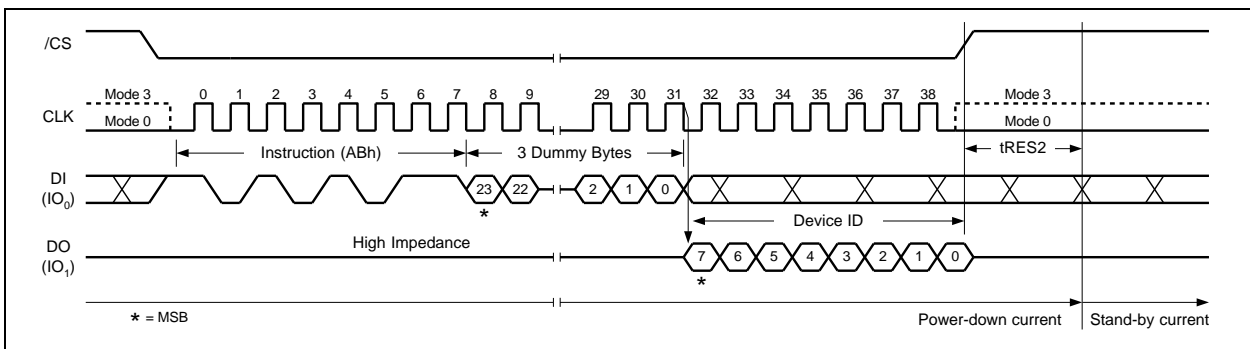 /CS
Mode 3 0 1 2 3 4 5 6 7 8 9 29 30 31 32 33 34 35 36 37 38 Mode 3
CLK Mode 0 Mode 0
Instruction (ABh) 3 Dummy Bytes tRES2
DI
(IO0) 23 22 2 1 0
*
Device ID
High Impedance
DO
(IO1) 7 6 5 4 3 2 1 0
*
* = MSB
Power-down current Stand-by current